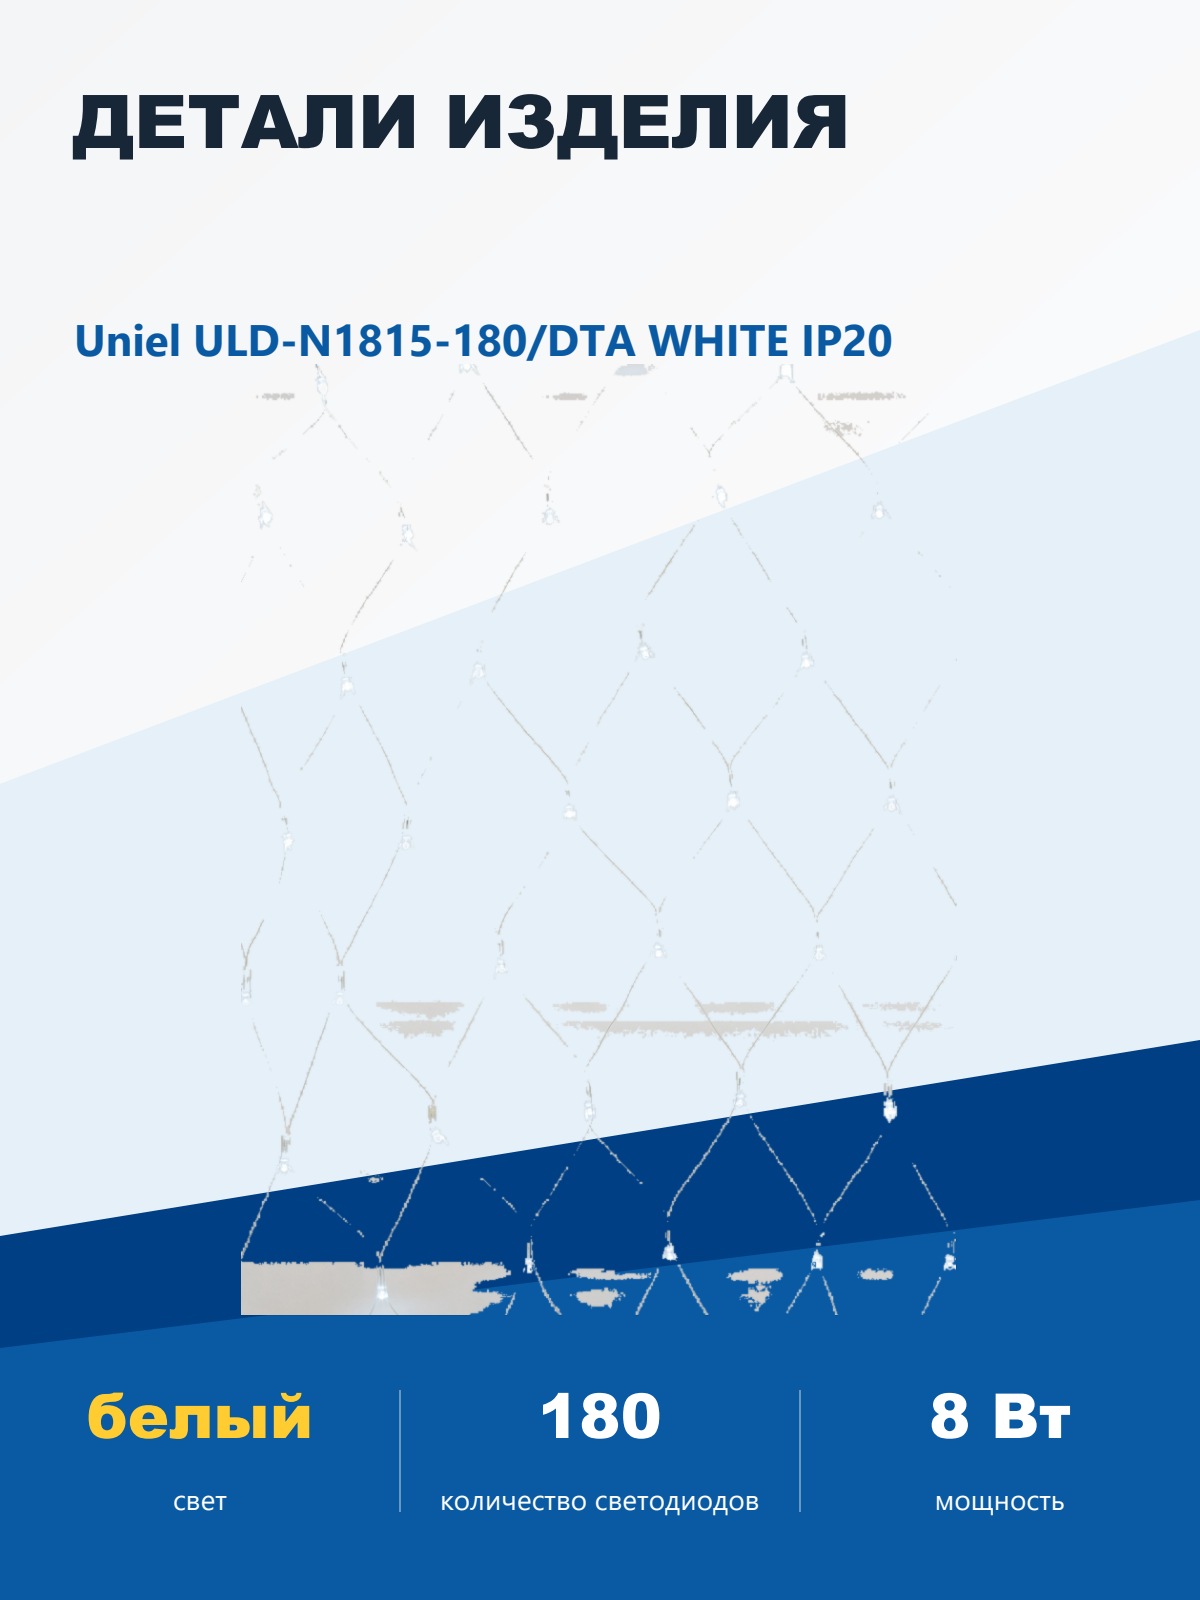 ДЕТАЛИ ИЗДЕЛИЯ
Uniel ULD-N1815-180/DTA WHITE IP20
белый
180
8 Вт
свет
количество светодиодов
мощность